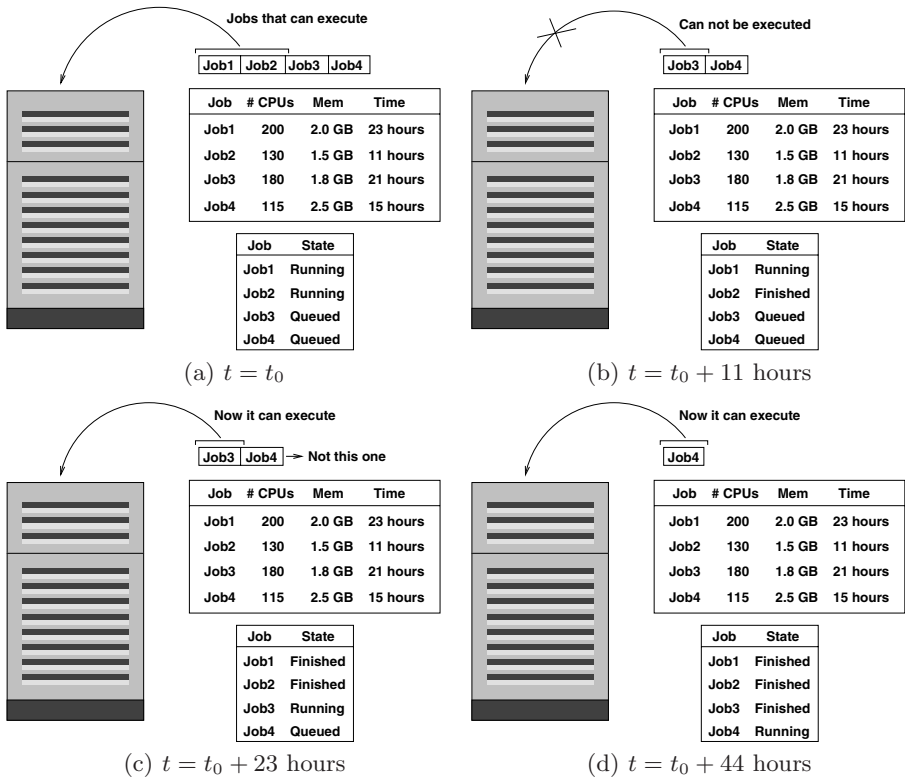 Jobs that can execute
Job1 Job2 Job3 Job4
Job # CPUs Mem Time
Job1 200 2.0 GB 23 hours
Job2 130 1.5 GB 11 hours
Job3 180 1.8 GB 21 hours
Job4 115 2.5 GB 15 hours
Job State
Job1 Running
Job2 Running
Job3 Queued
Job4 Queued
(a) t = t₀
Can not be executed
Job3 Job4
Job # CPUs Mem Time
Job1 200 2.0 GB 23 hours
Job2 130 1.5 GB 11 hours
Job3 180 1.8 GB 21 hours
Job4 115 2.5 GB 15 hours
Job State
Job1 Running
Job2 Finished
Job3 Queued
Job4 Queued
(b) t = t₀ + 11 hours
Now it can execute
Job3 Job4 Not this one
Job # CPUs Mem Time
Job1 200 2.0 GB 23 hours
Job2 130 1.5 GB 11 hours
Job3 180 1.8 GB 21 hours
Job4 115 2.5 GB 15 hours
Job State
Job1 Finished
Job2 Finished
Job3 Running
Job4 Queued
(c) t = t₀ + 23 hours
Now it can execute
Job4
Job # CPUs Mem Time
Job1 200 2.0 GB 23 hours
Job2 130 1.5 GB 11 hours
Job3 180 1.8 GB 21 hours
Job4 115 2.5 GB 15 hours
Job State
Job1 Finished
Job2 Finished
Job3 Finished
Job4 Running
(d) t = t₀ + 44 hours